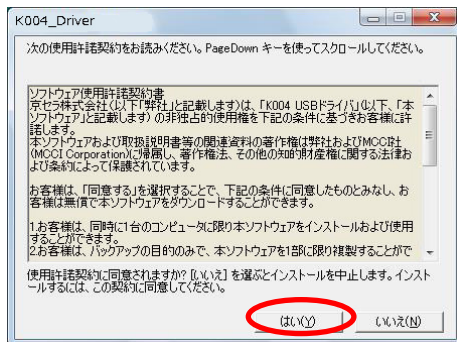 K004_Driver
次の使用許諾契約をお読みください。PageDown キーを使ってスクロールしてください。
ソフトウェア使用許諾契約書
京セラ株式会社(以下「弊社」と記載します)は、「K004 USBドライバ」(以下、「本
ソフトウェア」と記載します) の非独占的使用権を下記の条件に基づきお客様に許
諾します。
本ソフトウェアおよび取扱説明書等の関連資料の著作権は弊社およびMCCI社
(MCCI Corporation)に帰属し、著作権法、その他の知的財産権に関する法律お
よび条約によって保護されています。
お客様は、「同意する」を選択することで、下記の条件に同意したものとみなし、お
客様は無償で本ソフトウェアをダウンロードすることができます。
1.お客様は、同時に1台のコンピュータに限り本ソフトウェアをインストールおよび使用
することができます。
2.お客様は、バックアップの目的のみで、本ソフトウェアを1部に限り複製することがで
使用許諾契約に同意されますか? [いいえ] を選ぶとインストールを中止します。インスト
ールするには、この契約に同意してください。
はい(Y)
いいえ(N)